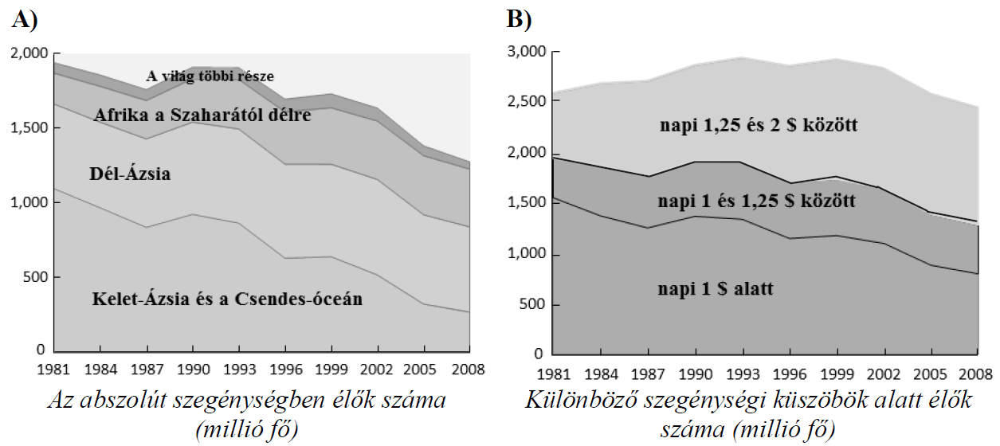 A)
2,000
1,500
1,000
500
0
A világ többi része
Afrika a Szaharától délre
Dél-Ázsia
Kelet-Ázsia és a Csendes-óceán
1981 1984 1987 1990 1993 1996 1999 2002 2005 2008
Az abszolút szegénységben élők száma
(millió fő)
B)
3,000
2,500
2,000
1,500
1,000
500
0
napi 1,25 és 2 $ között
napi 1 és 1,25 $ között
napi 1 $ alatt
1981 1984 1987 1990 1993 1996 1999 2002 2005 2008
Különböző szegénységi küszöbök alatt élők
száma (millió fő)